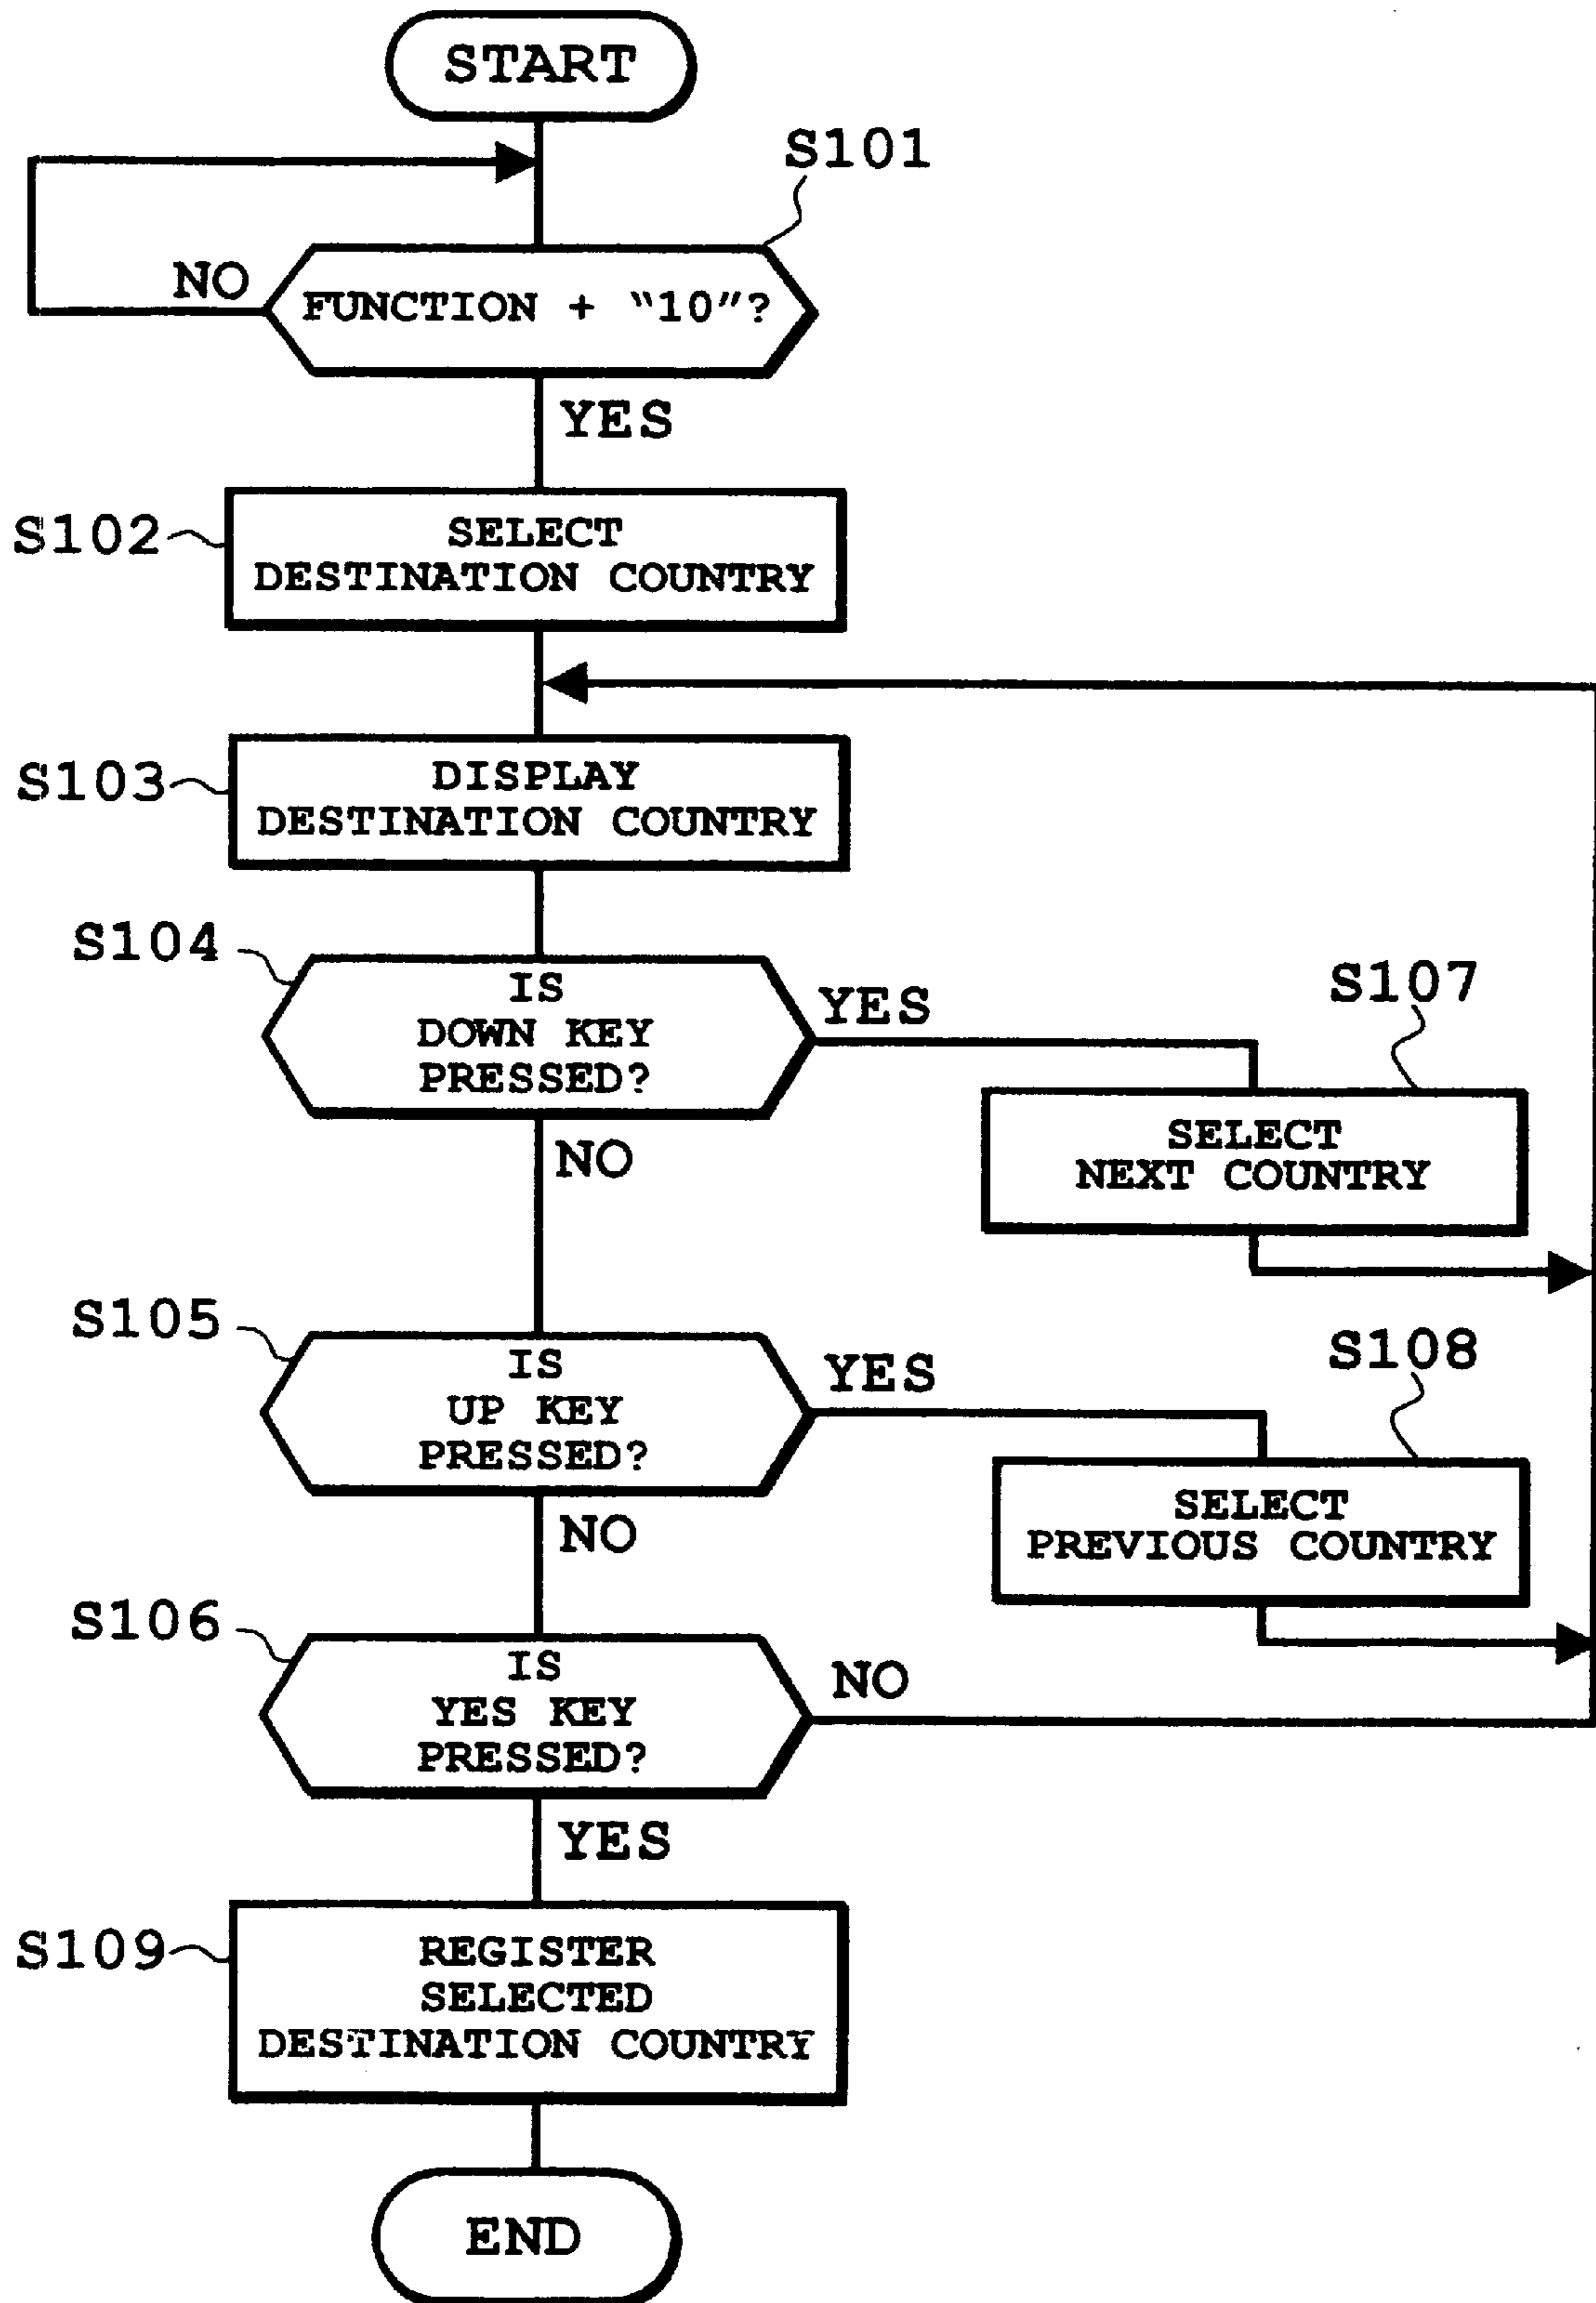 START
S101
NO
FUNCTION + “10”?
YES
S102
SELECT
DESTINATION COUNTRY
S103
DISPLAY
DESTINATION COUNTRY
S104
IS
DOWN KEY
PRESSED?
YES
S107
SELECT
NEXT COUNTRY
NO
S105
IS
UP KEY
PRESSED?
YES
S108
SELECT
PREVIOUS COUNTRY
NO
S106
IS
YES KEY
PRESSED?
NO
YES
S109
REGISTER
SELECTED
DESTINATION COUNTRY
END